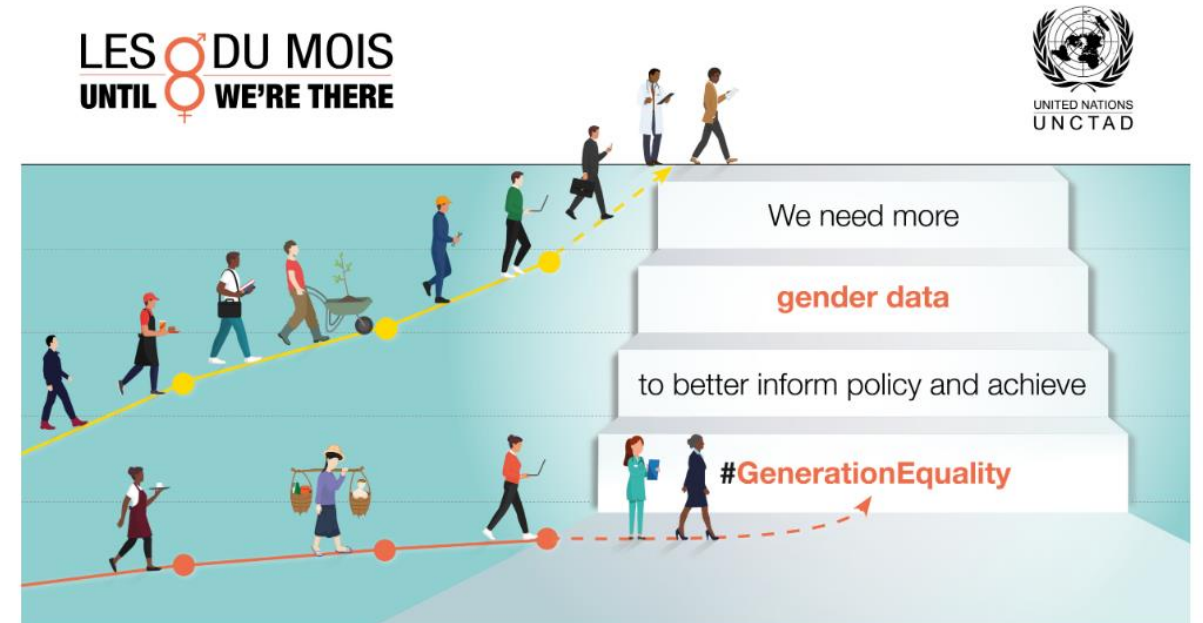 LES 8 DU MOIS
UNTIL WE'RE THERE
UNITED NATIONS
UNCTAD
We need more
gender data
to better inform policy and achieve
#GenerationEquality